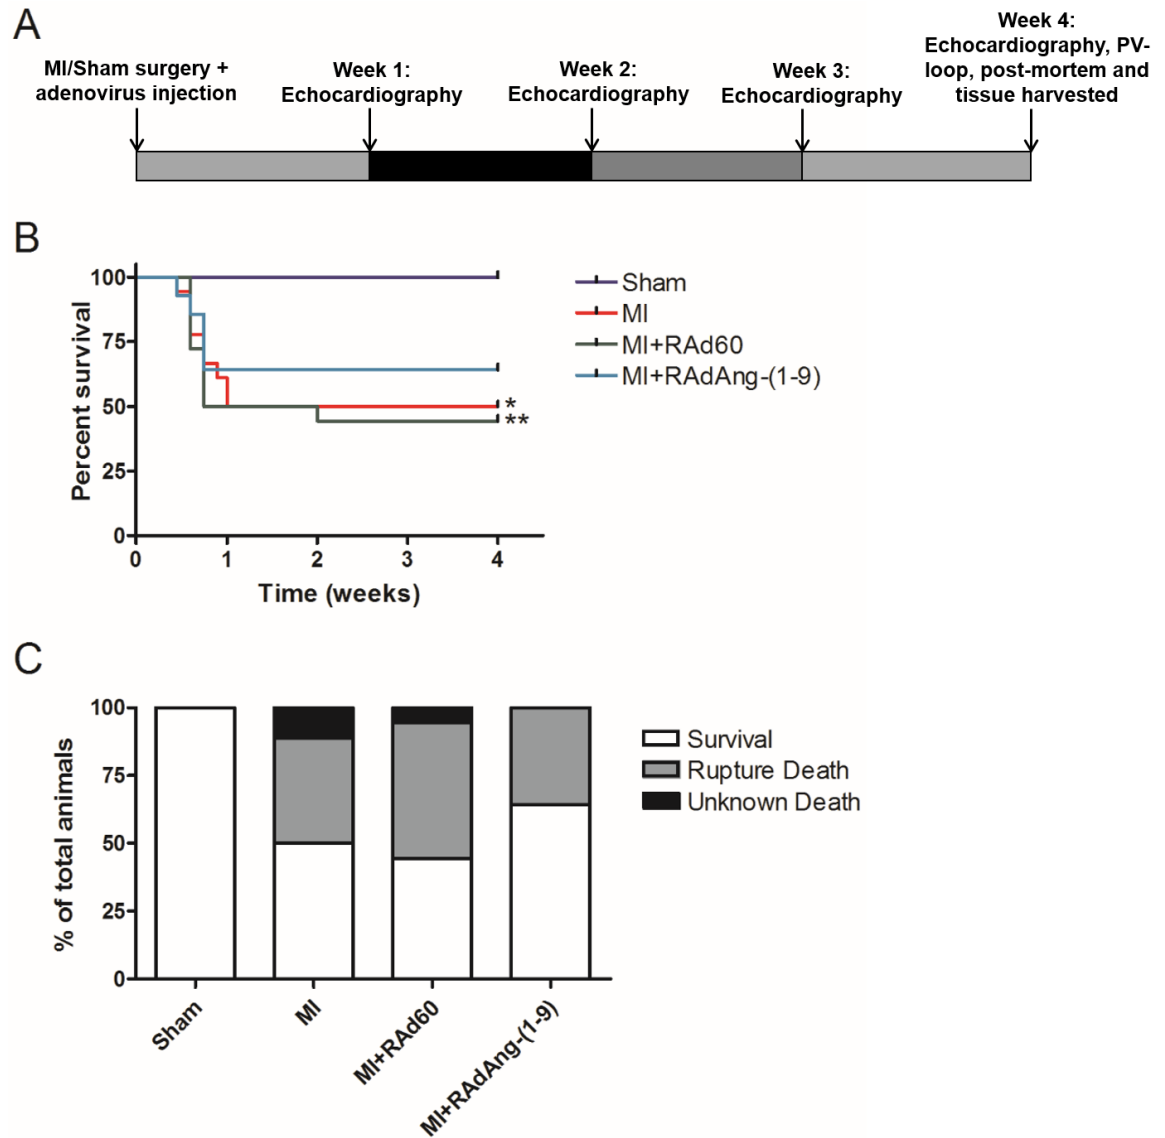 A
MI/Sham surgery +
adenovirus injection
Week 1:
Echocardiography
Week 2:
Echocardiography
Week 3:
Echocardiography
Week 4:
Echocardiography, PV-
loop, post-mortem and
tissue harvested
B
Percent survival
100
75
50
25
0
0 1 2 3 4
Time (weeks)
*
**
Sham
MI
MI+RAd60
MI+RAdAng-(1-9)
C
% of total animals
100
75
50
25
0
Sham
MI
MI+RAd60
MI+RAdAng-(1-9)
Survival
Rupture Death
Unknown Death